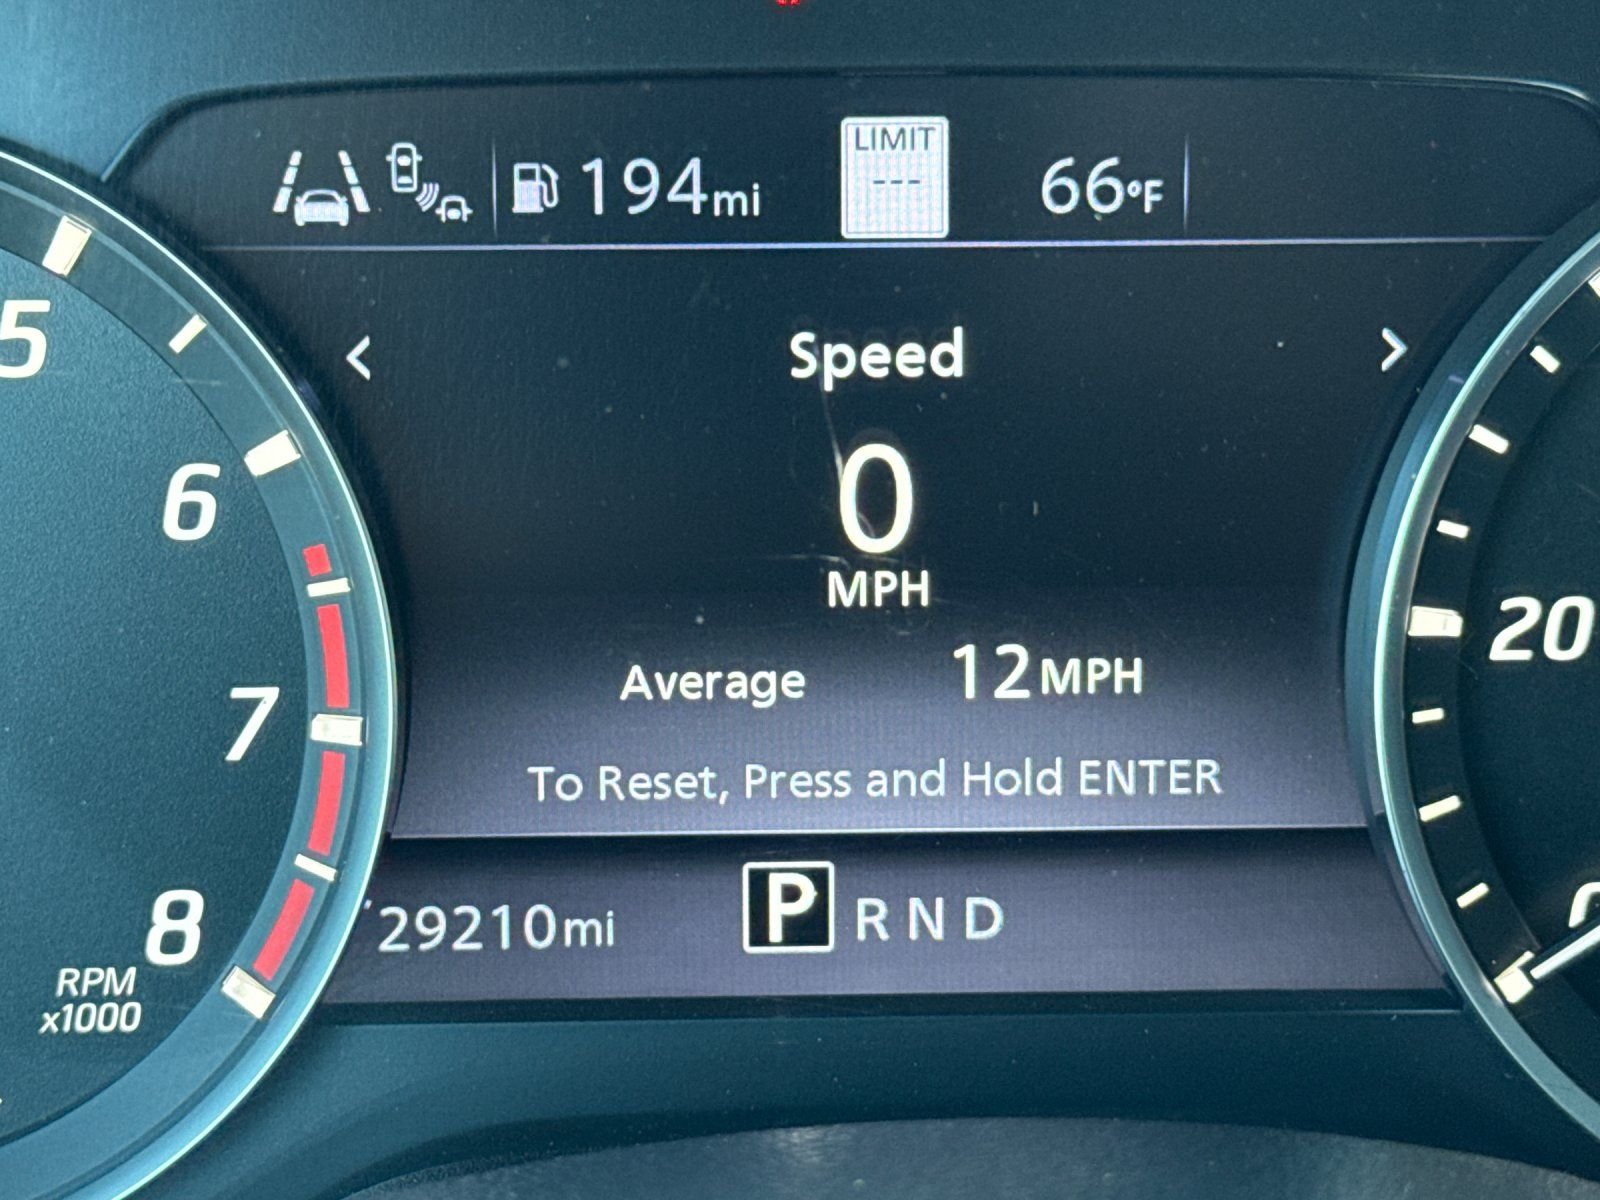 194mi
LIMIT
---
66°F
< Speed >
0
MPH
Average 12MPH
To Reset, Press and Hold ENTER
29210mi
P R N D
5
6
7
8
RPM
x1000
20